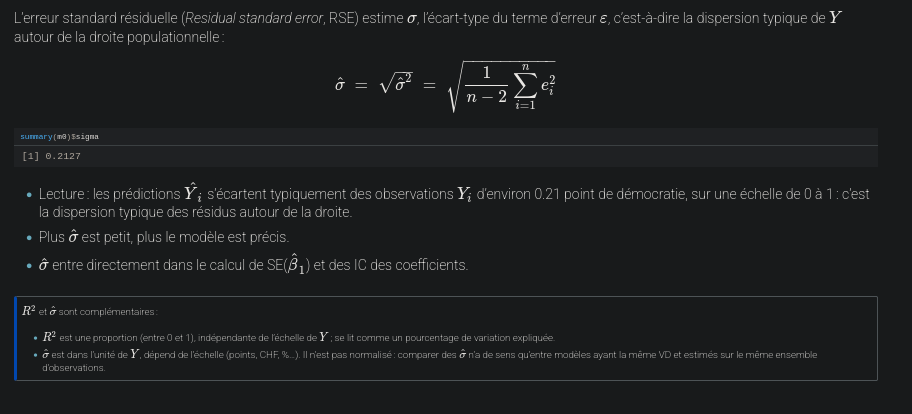 L'erreur standard résiduelle (Residual standard error, RSE) estime σ, l'écart-type du terme d'erreur ε, c'est-à-dire la dispersion typique de Y
autour de la droite populationnelle :
σ̂ = √σ̂² = √(1/(n − 2) ∑_{i=1}^{n} e_i²)
summary(m0)$sigma
[1] 0.2127
• Lecture : les prédictions Ŷ_i s'écartent typiquement des observations Y_i d'environ 0.21 point de démocratie, sur une échelle de 0 à 1 : c'est
la dispersion typique des résidus autour de la droite.
• Plus σ̂ est petit, plus le modèle est précis.
• σ̂ entre directement dans le calcul de SE(β̂₁) et des IC des coefficients.
R² et σ̂ sont complémentaires :
• R² est une proportion (entre 0 et 1), indépendante de l'échelle de Y ; se lit comme un pourcentage de variation expliquée.
• σ̂ est dans l'unité de Y, dépend de l'échelle (points, CHF, %...). Il n'est pas normalisé : comparer des σ̂ n'a de sens qu'entre modèles ayant la même VD et estimés sur le même ensemble
d'observations.